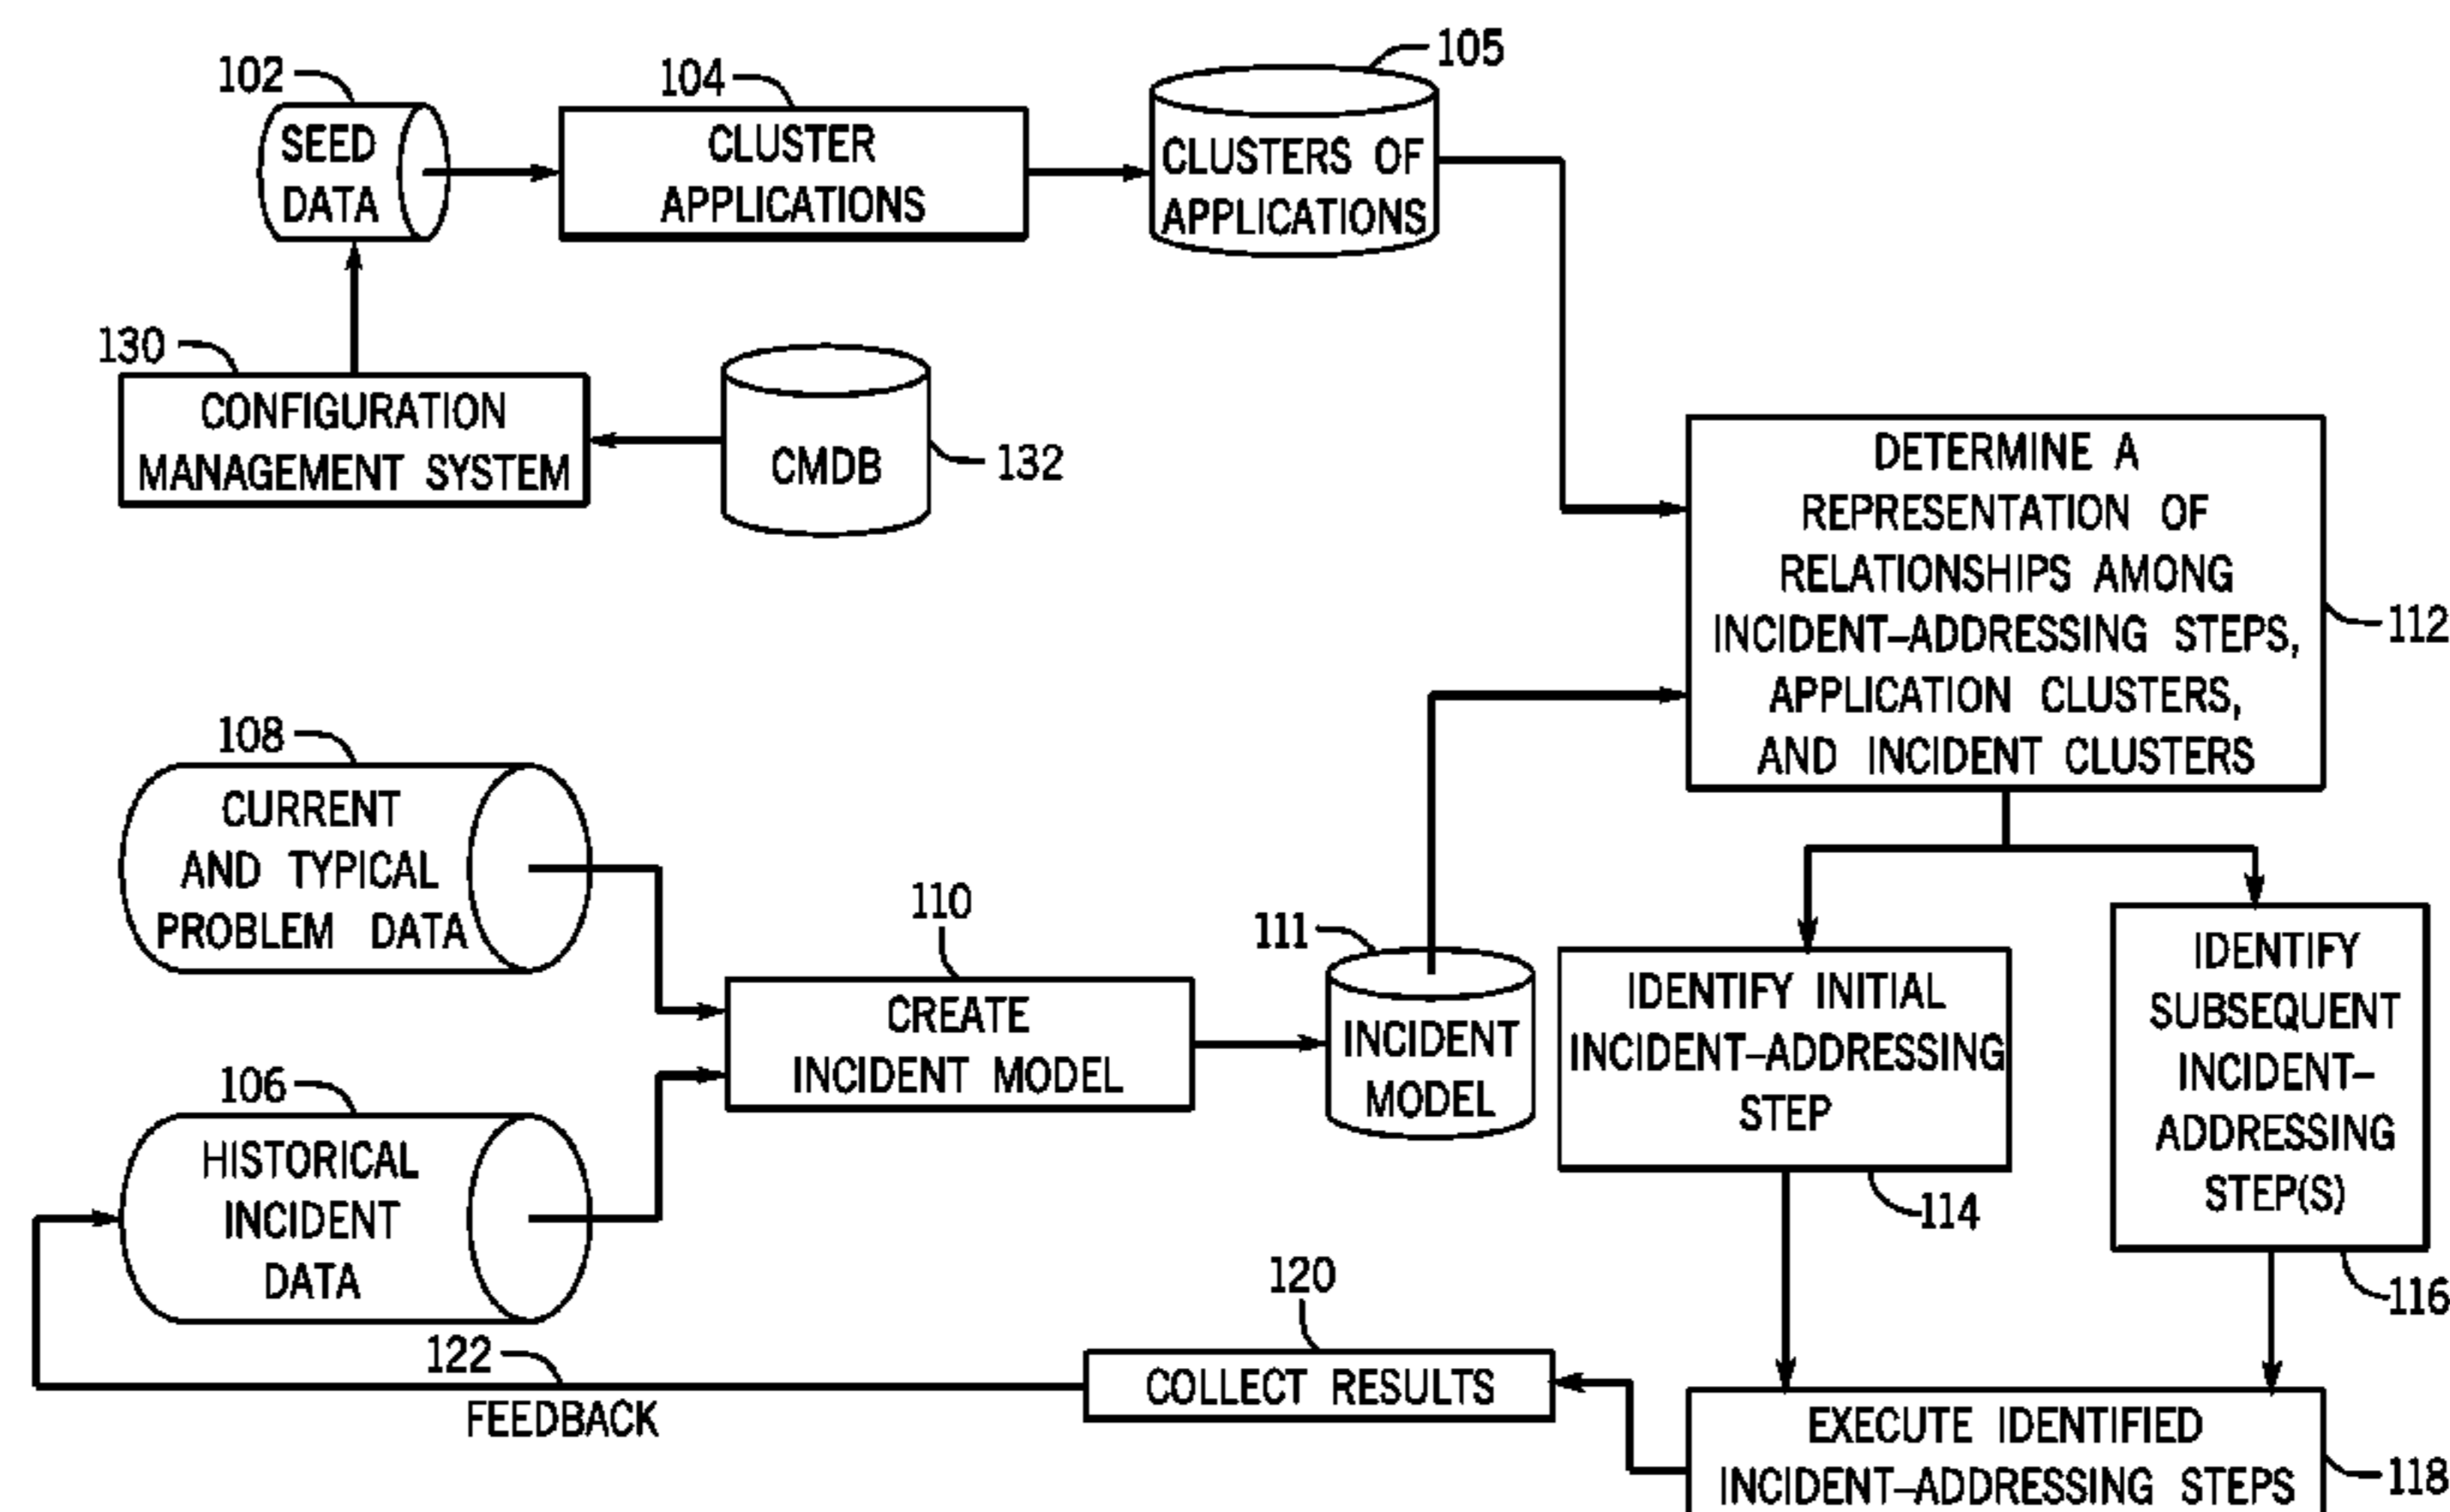 102
SEED
DATA
104
CLUSTER
APPLICATIONS
105
CLUSTERS OF
APPLICATIONS
130
CONFIGURATION
MANAGEMENT SYSTEM
CMDB
132
DETERMINE A
REPRESENTATION OF
RELATIONSHIPS AMONG
INCIDENT–ADDRESSING STEPS,
APPLICATION CLUSTERS,
AND INCIDENT CLUSTERS
112
108
CURRENT
AND TYPICAL
PROBLEM DATA
110
CREATE
INCIDENT MODEL
111
INCIDENT
MODEL
IDENTIFY INITIAL
INCIDENT–ADDRESSING
STEP
114
IDENTIFY
SUBSEQUENT
INCIDENT–
ADDRESSING
STEP(S)
116
106
HISTORICAL
INCIDENT
DATA
120
COLLECT RESULTS
122
FEEDBACK
EXECUTE IDENTIFIED
INCIDENT–ADDRESSING STEPS
118